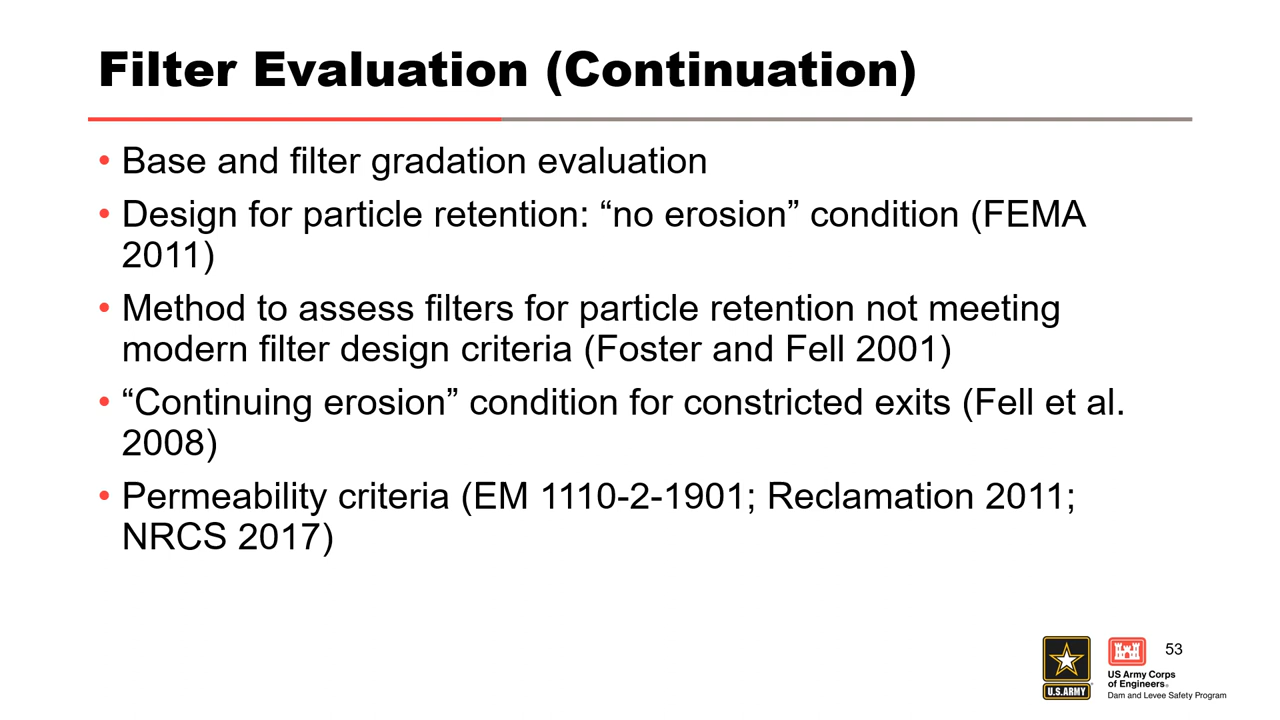 Filter Evaluation (Continuation)
• Base and filter gradation evaluation
• Design for particle retention: “no erosion” condition (FEMA
2011)
• Method to assess filters for particle retention not meeting
modern filter design criteria (Foster and Fell 2001)
• “Continuing erosion” condition for constricted exits (Fell et al.
2008)
• Permeability criteria (EM 1110-2-1901; Reclamation 2011;
NRCS 2017)
53
U.S.ARMY
US Army Corps
of Engineers®
Dam and Levee Safety Program